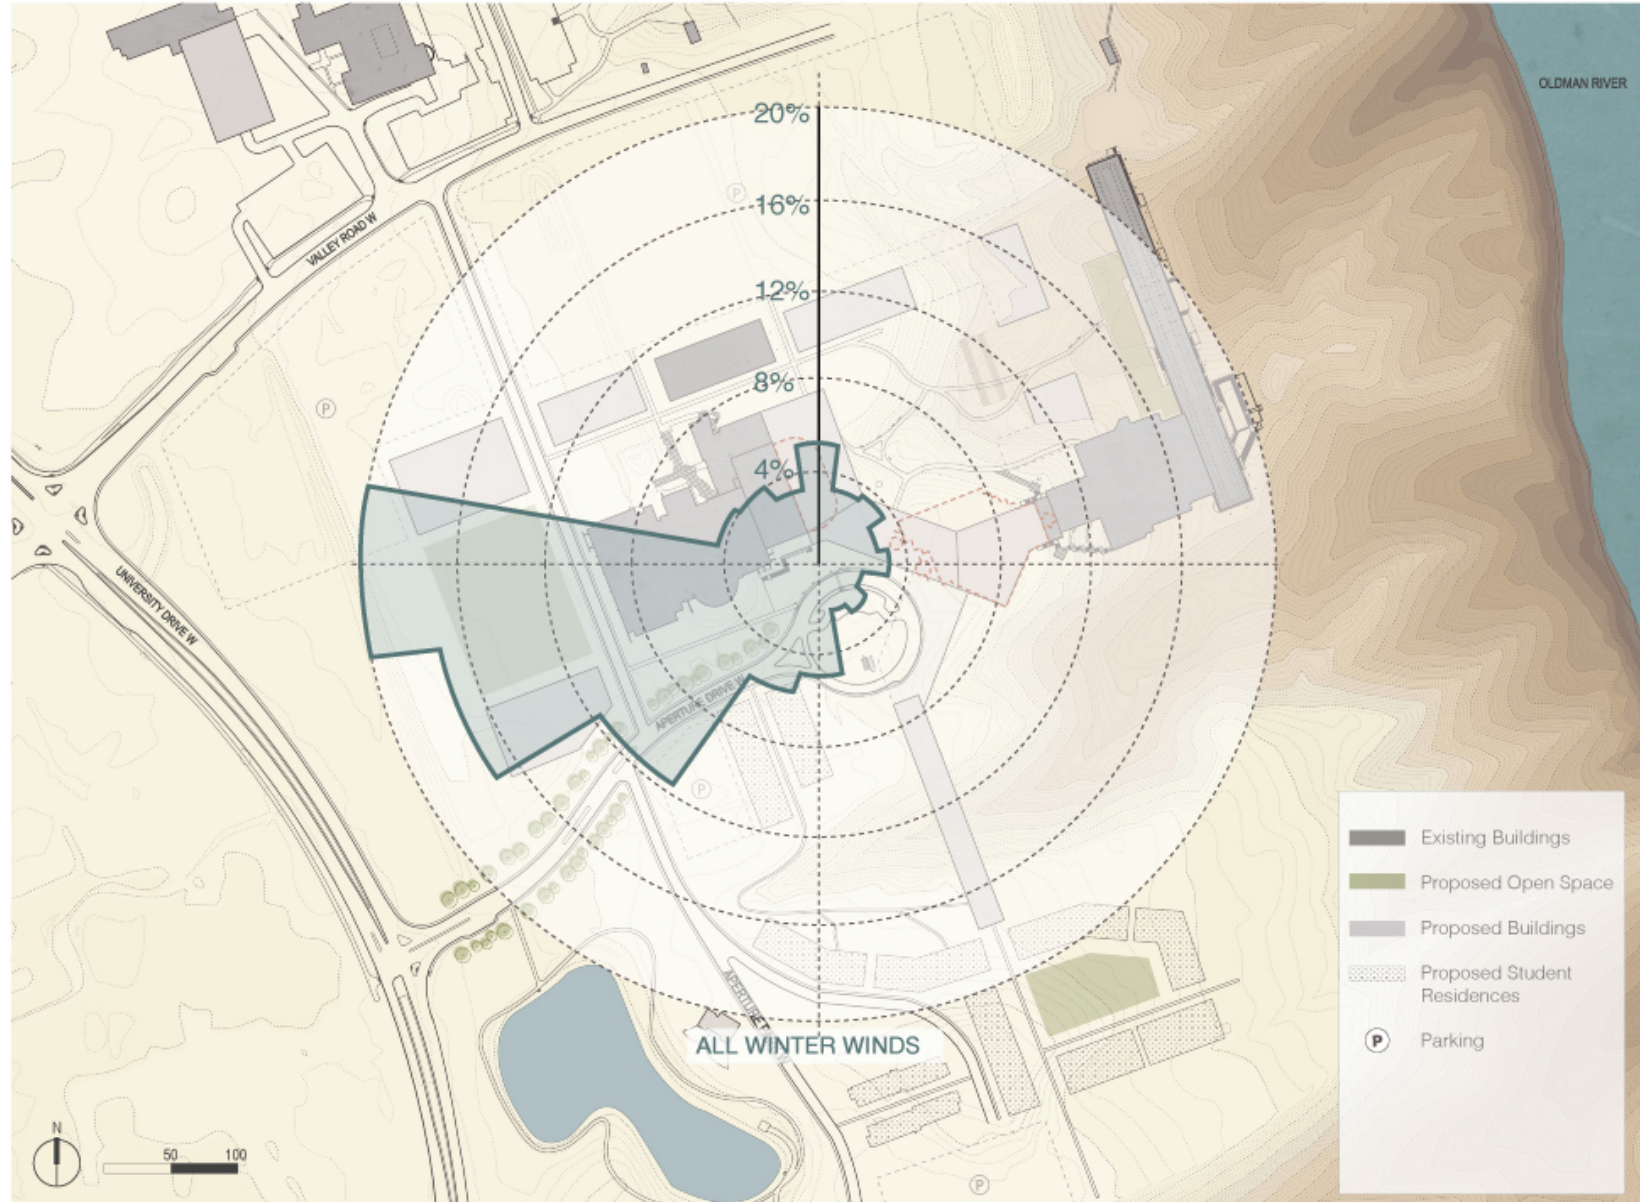 OLDMAN RIVER
20%
P
16%
VALLEY ROAD W
12%
8%
P
4%
UNIVERSITY DRIVE W
APERTURE DRIVE W
P
Existing Buildings
Proposed Open Space
Proposed Buildings
Proposed Student
Residences
P Parking
ALL WINTER WINDS
N
50 100
P